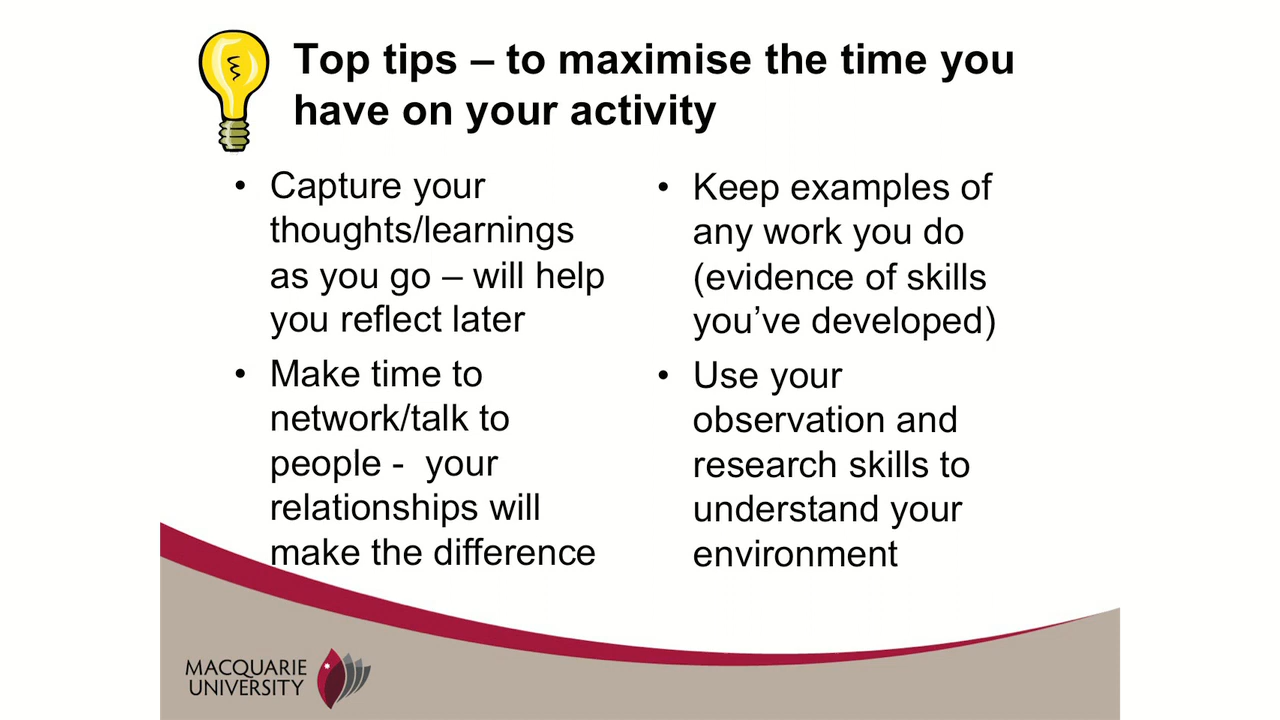 Top tips – to maximise the time you
have on your activity
• Capture your
thoughts/learnings
as you go – will help
you reflect later
• Make time to
network/talk to
people -  your
relationships will
make the difference
• Keep examples of
any work you do
(evidence of skills
you’ve developed)
• Use your
observation and
research skills to
understand your
environment
MACQUARIE
UNIVERSITY